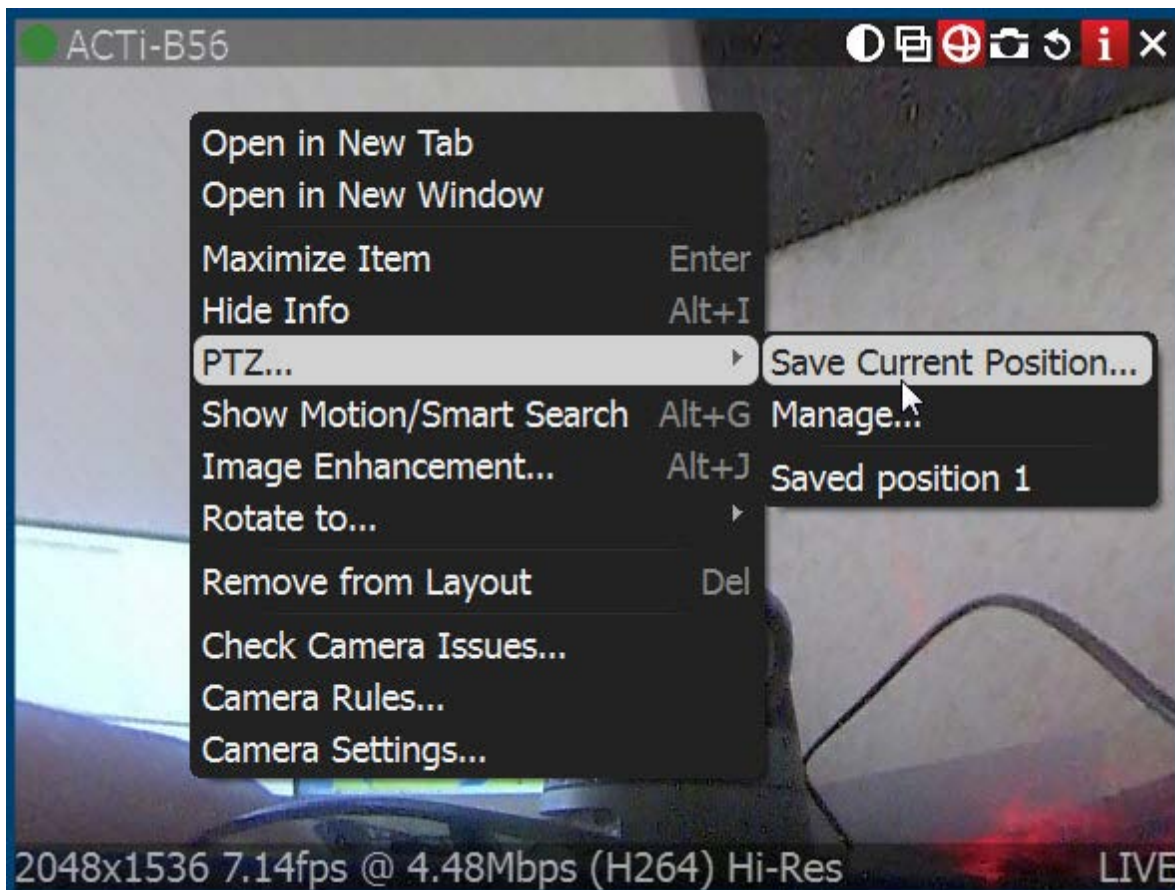 ACTi-B56
i
Open in New Tab
Open in New Window
Maximize Item Enter
Hide Info Alt+I
PTZ...
Save Current Position...
Show Motion/Smart Search Alt+G
Manage...
Image Enhancement... Alt+J
Saved position 1
Rotate to...
Remove from Layout Del
Check Camera Issues...
Camera Rules...
Camera Settings...
2048x1536 7.14fps @ 4.48Mbps (H264) Hi-Res LIVE